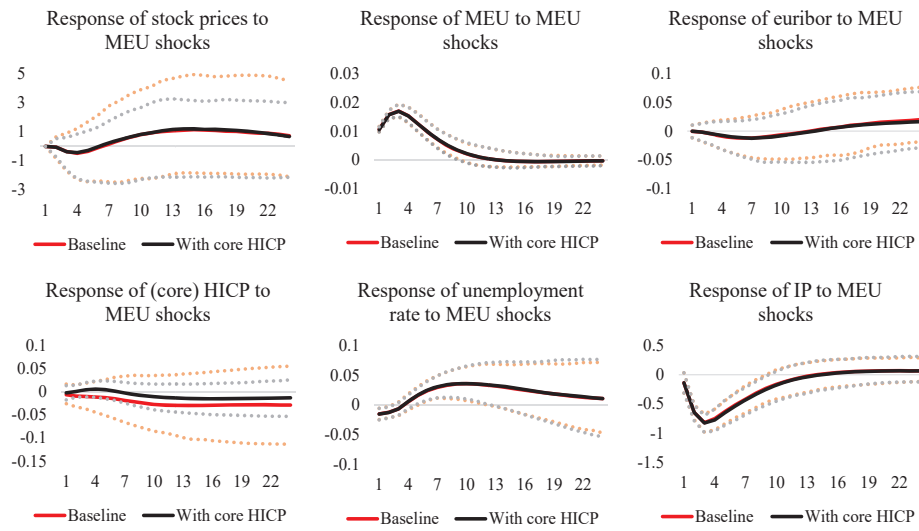 Response of stock prices to
MEU shocks
5
3
1
-1
-3
1 4 7 10 13 16 19 22
Baseline With core HICP
Response of MEU to MEU
shocks
0.03
0.02
0.01
0
-0.01
1 4 7 10 13 16 19 22
Baseline With core HICP
Response of euribor to MEU
shocks
0.1
0.05
0
-0.05
-0.1
1 4 7 10 13 16 19 22
Baseline With core HICP
Response of (core) HICP to
MEU shocks
0.1
0.05
0
-0.05
-0.1
-0.15
1 4 7 10 13 16 19 22
Baseline With core HICP
Response of unemployment
rate to MEU shocks
0.1
0.05
0
-0.05
-0.1
1 4 7 10 13 16 19 22
Baseline With core HICP
Response of IP to MEU
shocks
0.5
0
-0.5
-1
-1.5
1 4 7 10 13 16 19 22
Baseline With core HICP